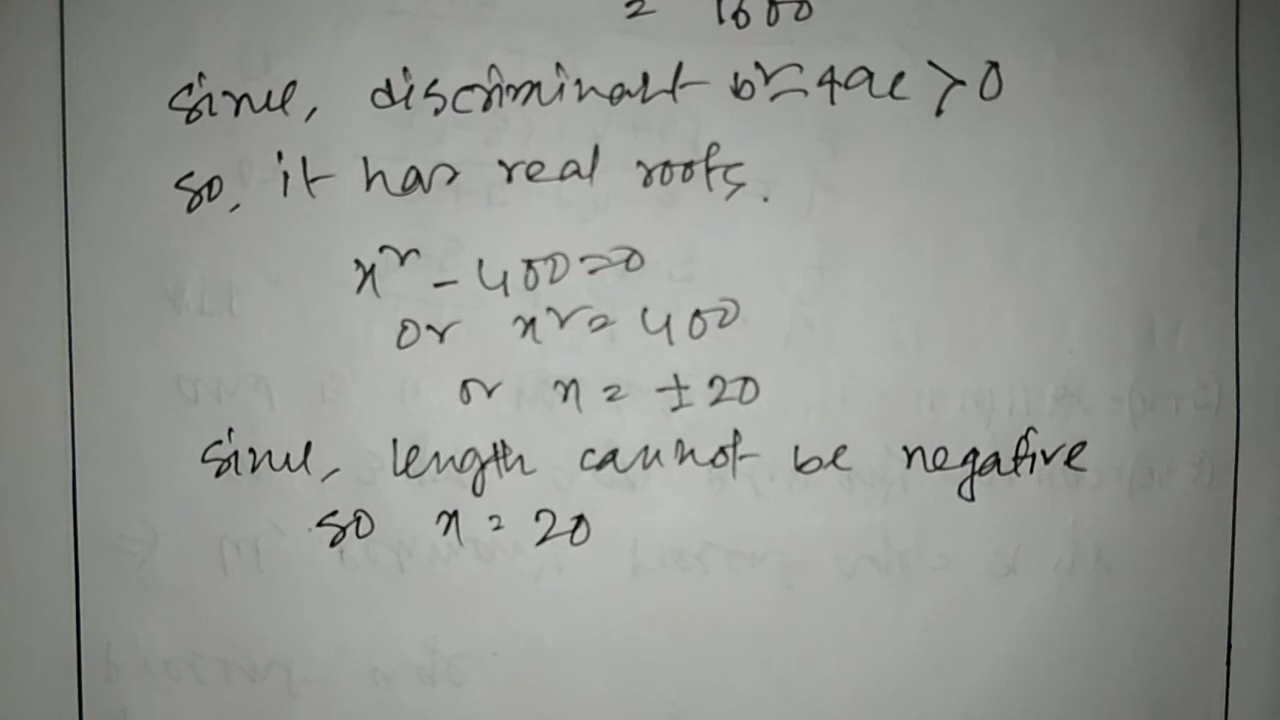 = 1600
since, discriminant b²-4ac > 0
so, it has real roots.
x² - 400 = 0
or x² = 400
or x = ± 20
since, length cannot be negative
so x = 20